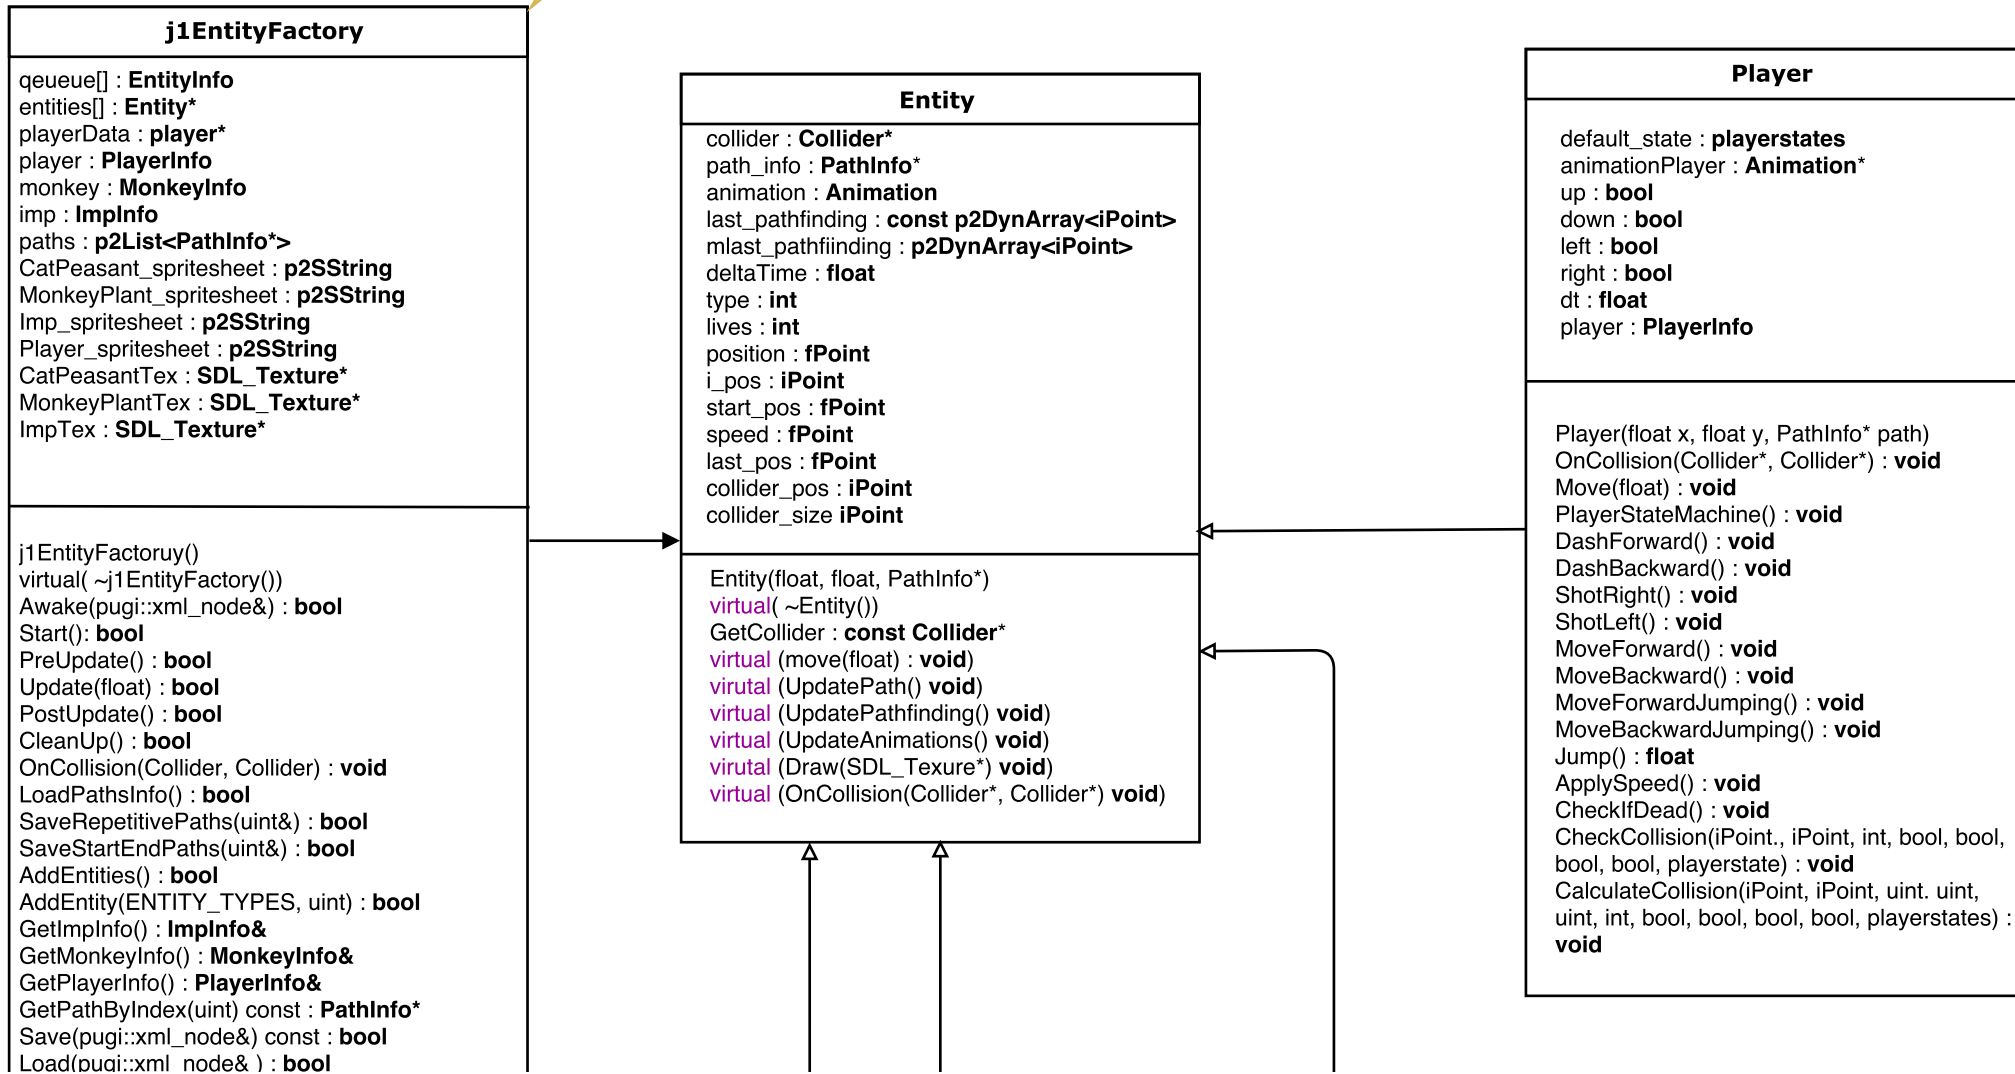 j1EntityFactory
qeueue[] : EntityInfo
entities[] : Entity*
playerData : player*
player : PlayerInfo
monkey : MonkeyInfo
imp : ImpInfo
paths : p2List<PathInfo*>
CatPeasant_spritesheet : p2SString
MonkeyPlant_spritesheet : p2SString
Imp_spritesheet : p2SString
Player_spritesheet : p2SString
CatPeasantTex : SDL_Texture*
MonkeyPlantTex : SDL_Texture*
ImpTex : SDL_Texture*
j1EntityFactoruy()
virtual( ~j1EntityFactory())
Awake(pugi::xml_node&) : bool
Start(): bool
PreUpdate() : bool
Update(float) : bool
PostUpdate() : bool
CleanUp() : bool
OnCollision(Collider, Collider) : void
LoadPathsInfo() : bool
SaveRepetitivePaths(uint&) : bool
SaveStartEndPaths(uint&) : bool
AddEntities() : bool
AddEntity(ENTITY_TYPES, uint) : bool
GetImpInfo() : ImpInfo&
GetMonkeyInfo() : MonkeyInfo&
GetPlayerInfo() : PlayerInfo&
GetPathByIndex(uint) const : PathInfo*
Save(pugi::xml_node&) const : bool
Load(pugi::xml_node& ) : bool
Entity
collider : Collider*
path_info : PathInfo*
animation : Animation
last_pathfinding : const p2DynArray<iPoint>
mlast_pathfiinding : p2DynArray<iPoint>
deltaTime : float
type : int
lives : int
position : fPoint
i_pos : iPoint
start_pos : fPoint
speed : fPoint
last_pos : fPoint
collider_pos : iPoint
collider_size iPoint
Entity(float, float, PathInfo*)
virtual( ~Entity())
GetCollider : const Collider*
virtual (move(float) : void)
virutal (UpdatePath() void)
virtual (UpdatePathfinding() void)
virtual (UpdateAnimations() void)
virutal (Draw(SDL_Texure*) void)
virtual (OnCollision(Collider*, Collider*) void)
Player
default_state : playerstates
animationPlayer : Animation*
up : bool
down : bool
left : bool
right : bool
dt : float
player : PlayerInfo
Player(float x, float y, PathInfo* path)
OnCollision(Collider*, Collider*) : void
Move(float) : void
PlayerStateMachine() : void
DashForward() : void
DashBackward() : void
ShotRight() : void
ShotLeft() : void
MoveForward() : void
MoveBackward() : void
MoveForwardJumping() : void
MoveBackwardJumping() : void
Jump() : float
ApplySpeed() : void
CheckIfDead() : void
CheckCollision(iPoint., iPoint, int, bool, bool,
bool, bool, playerstate) : void
CalculateCollision(iPoint, iPoint, uint. uint,
uint, int, bool, bool, bool, bool, playerstates) :
void